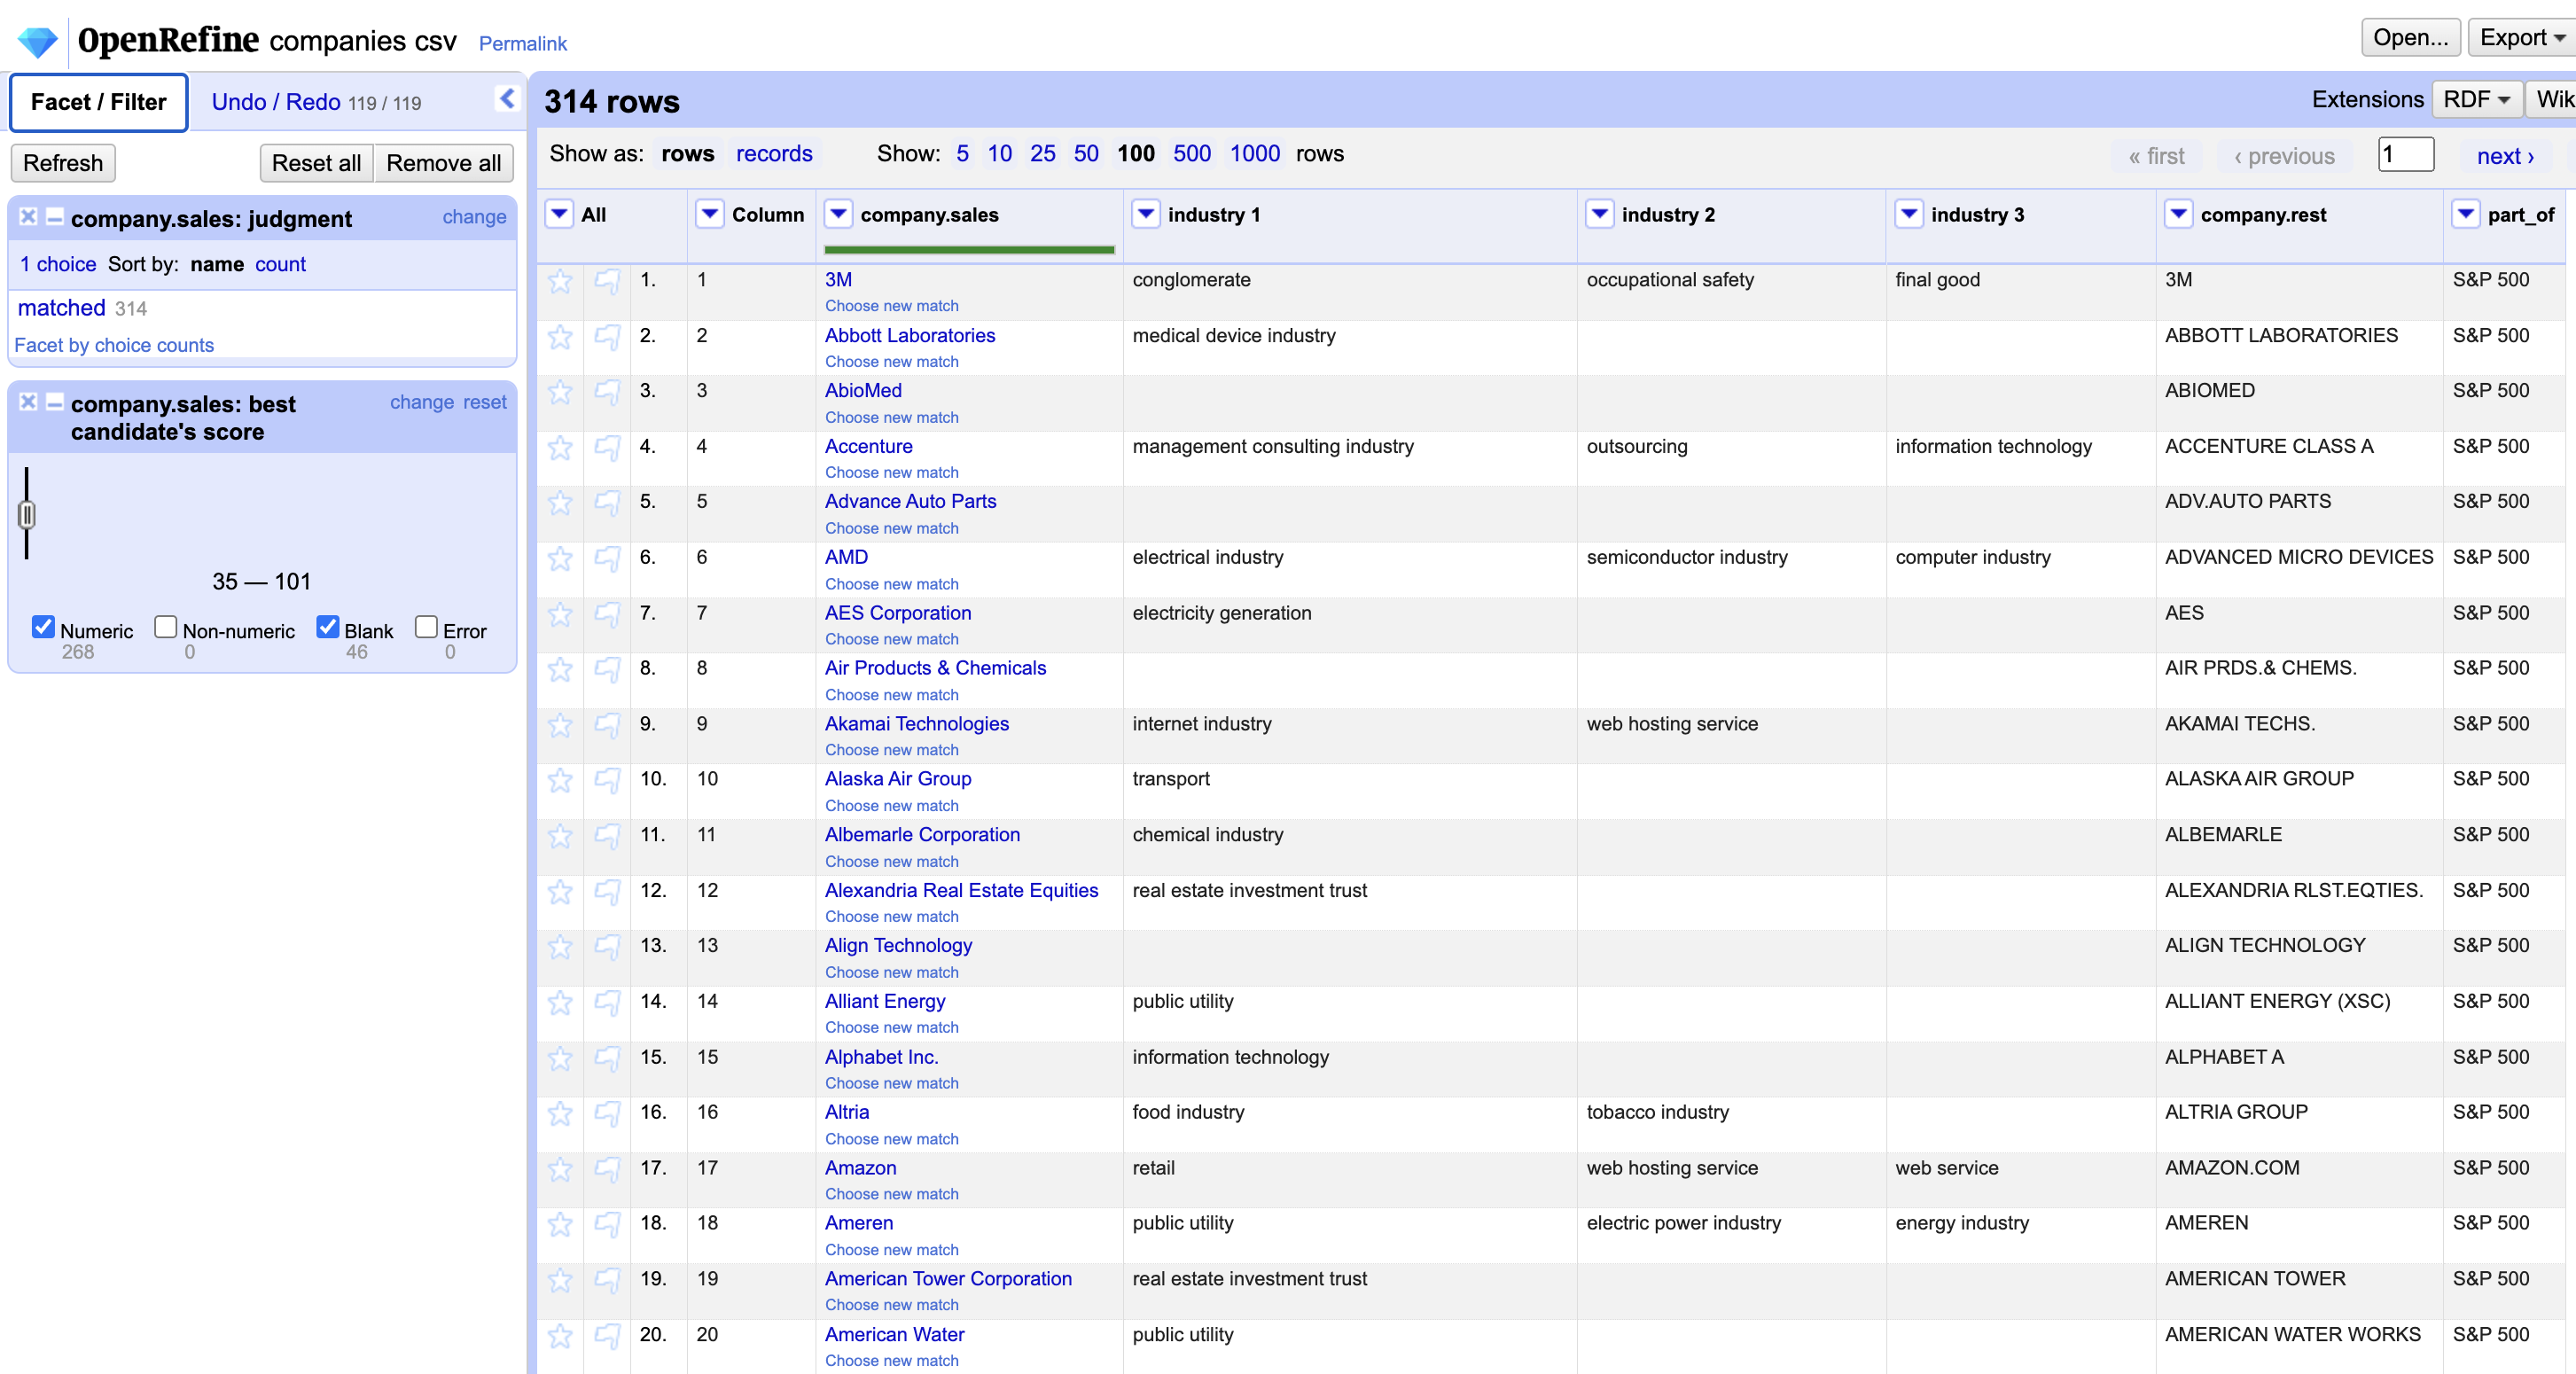 OpenRefine companies csv Permalink Open... Export
Facet / Filter Undo / Redo 119 / 119 314 rows Extensions RDF Wik
Refresh Reset all Remove all Show as: rows records Show: 5 10 25 50 100 500 1000 rows « first ‹ previous 1 next ›
company.sales: judgment change
1 choice Sort by: name count
matched 314
Facet by choice counts
company.sales: best candidate's score change reset
35 — 101
Numeric Non-numeric Blank Error
268 0 46 0
All Column company.sales industry 1 industry 2 industry 3 company.rest part_of
1. 1 3M conglomerate occupational safety final good 3M S&P 500
Choose new match
2. 2 Abbott Laboratories medical device industry ABBOTT LABORATORIES S&P 500
Choose new match
3. 3 AbioMed ABIOMED S&P 500
Choose new match
4. 4 Accenture management consulting industry outsourcing information technology ACCENTURE CLASS A S&P 500
Choose new match
5. 5 Advance Auto Parts ADV.AUTO PARTS S&P 500
Choose new match
6. 6 AMD electrical industry semiconductor industry computer industry ADVANCED MICRO DEVICES S&P 500
Choose new match
7. 7 AES Corporation electricity generation AES S&P 500
Choose new match
8. 8 Air Products & Chemicals AIR PRDS.& CHEMS. S&P 500
Choose new match
9. 9 Akamai Technologies internet industry web hosting service AKAMAI TECHS. S&P 500
Choose new match
10. 10 Alaska Air Group transport ALASKA AIR GROUP S&P 500
Choose new match
11. 11 Albemarle Corporation chemical industry ALBEMARLE S&P 500
Choose new match
12. 12 Alexandria Real Estate Equities real estate investment trust ALEXANDRIA RLST.EQTIES. S&P 500
Choose new match
13. 13 Align Technology ALIGN TECHNOLOGY S&P 500
Choose new match
14. 14 Alliant Energy public utility ALLIANT ENERGY (XSC) S&P 500
Choose new match
15. 15 Alphabet Inc. information technology ALPHABET A S&P 500
Choose new match
16. 16 Altria food industry tobacco industry ALTRIA GROUP S&P 500
Choose new match
17. 17 Amazon retail web hosting service web service AMAZON.COM S&P 500
Choose new match
18. 18 Ameren public utility electric power industry energy industry AMEREN S&P 500
Choose new match
19. 19 American Tower Corporation real estate investment trust AMERICAN TOWER S&P 500
Choose new match
20. 20 American Water public utility AMERICAN WATER WORKS S&P 500
Choose new match